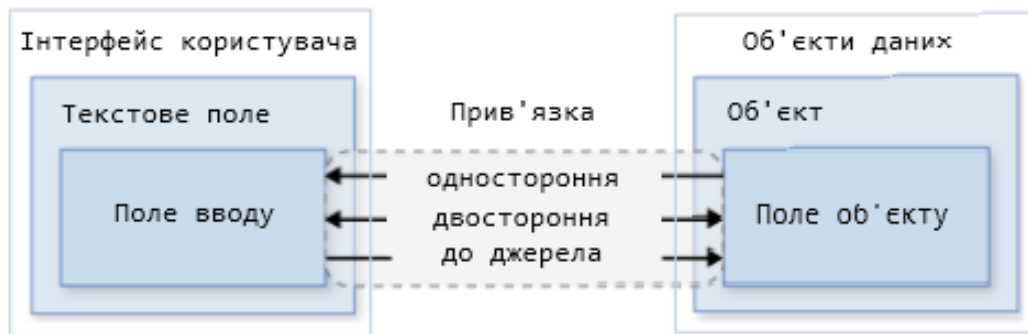 Інтерфейс користувача
Об'єкти даних
Текстове поле
Прив'язка
Об'єкт
Поле вводу
одностороння
двостороння
до джерела
Поле об'єкту